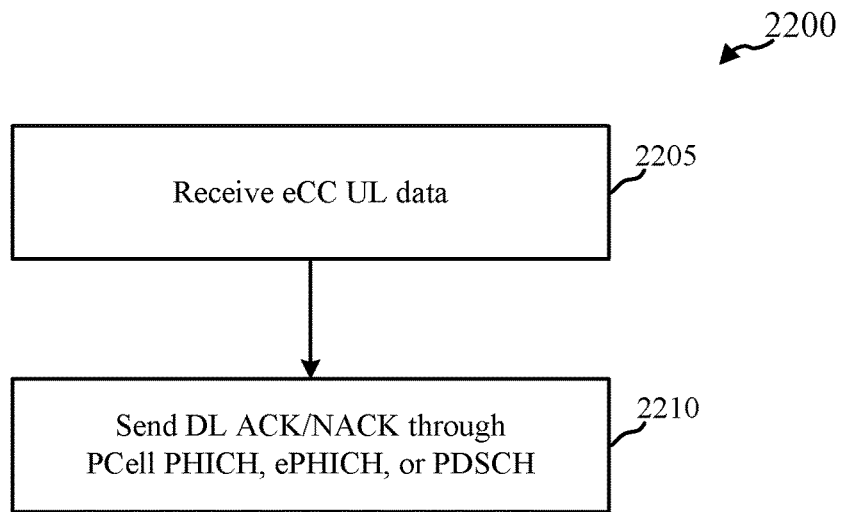 2200
Receive eCC UL data
2205
Send DL ACK/NACK through
PCell PHICH, ePHICH, or PDSCH
2210